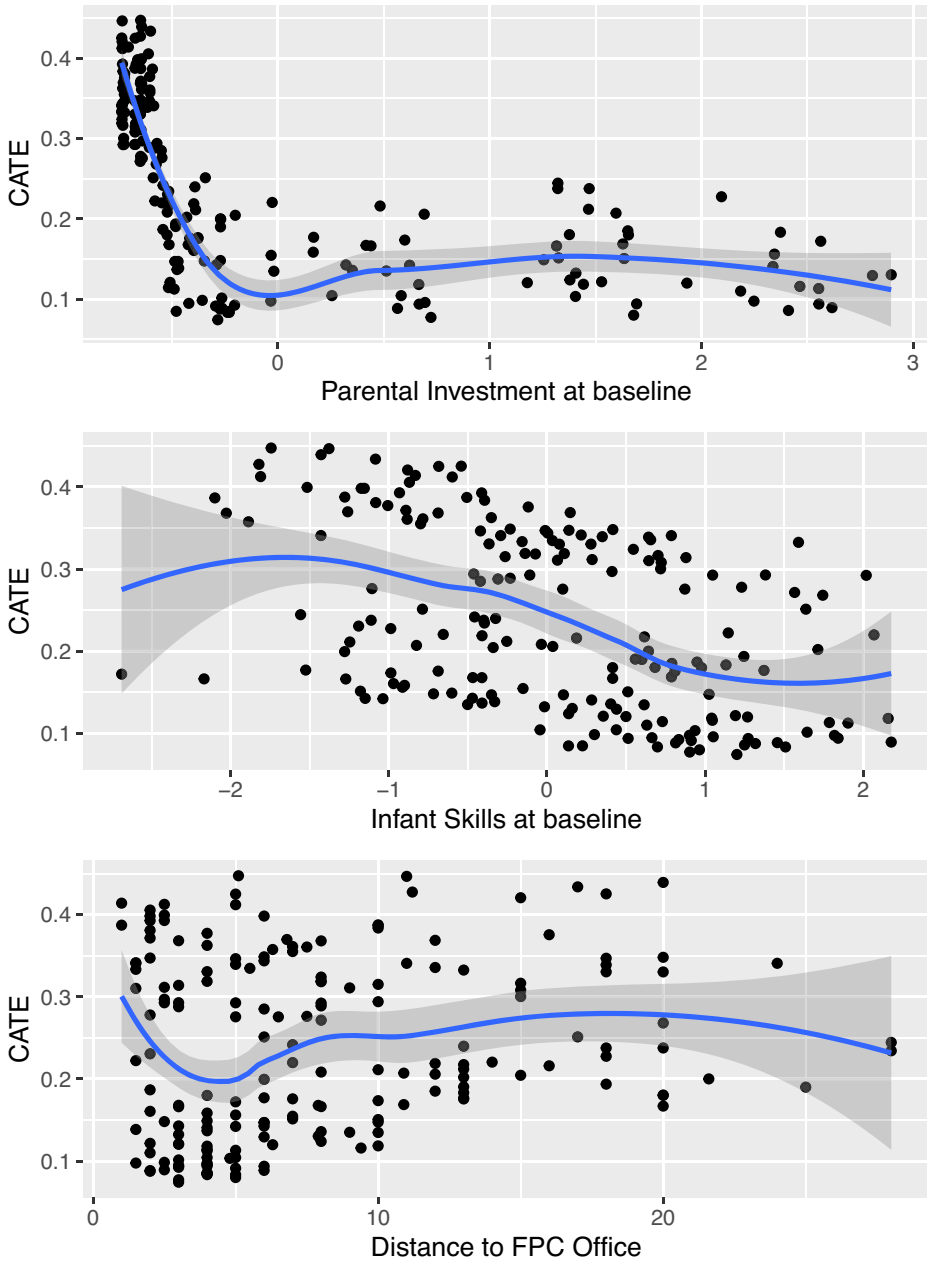 0.4
0.3
0.2
0.1
CATE
0 1 2 3
Parental Investment at baseline
0.4
0.3
0.2
0.1
CATE
−2 −1 0 1 2
Infant Skills at baseline
0.4
0.3
0.2
0.1
CATE
0 10 20
Distance to FPC Office